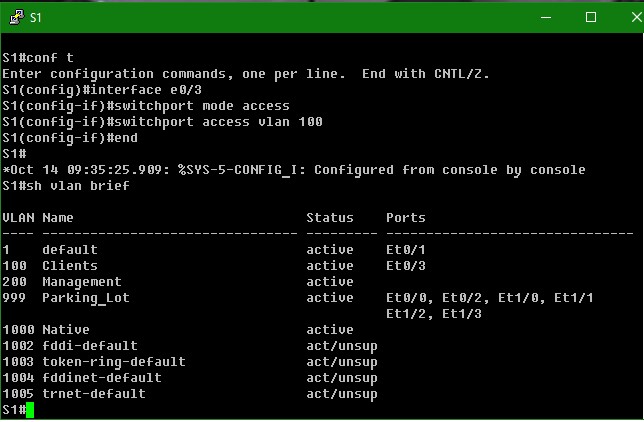 S1
S1#conf t
Enter configuration commands, one per line.  End with CNTL/Z.
S1(config)#interface e0/3
S1(config-if)#switchport mode access
S1(config-if)#switchport access vlan 100
S1(config-if)#end
S1#
*Oct 14 09:35:25.909: %SYS-5-CONFIG_I: Configured from console by console
S1#sh vlan brief
VLAN Name                             Status    Ports
---- -------------------------------- --------- -------------------------------
1    default                          active    Et0/1
100  Clients                          active    Et0/3
200  Management                       active
999  Parking_Lot                      active    Et0/0, Et0/2, Et1/0, Et1/1
                                                Et1/2, Et1/3
1000 Native                           active
1002 fddi-default                     act/unsup
1003 token-ring-default               act/unsup
1004 fddinet-default                  act/unsup
1005 trnet-default                    act/unsup
S1#